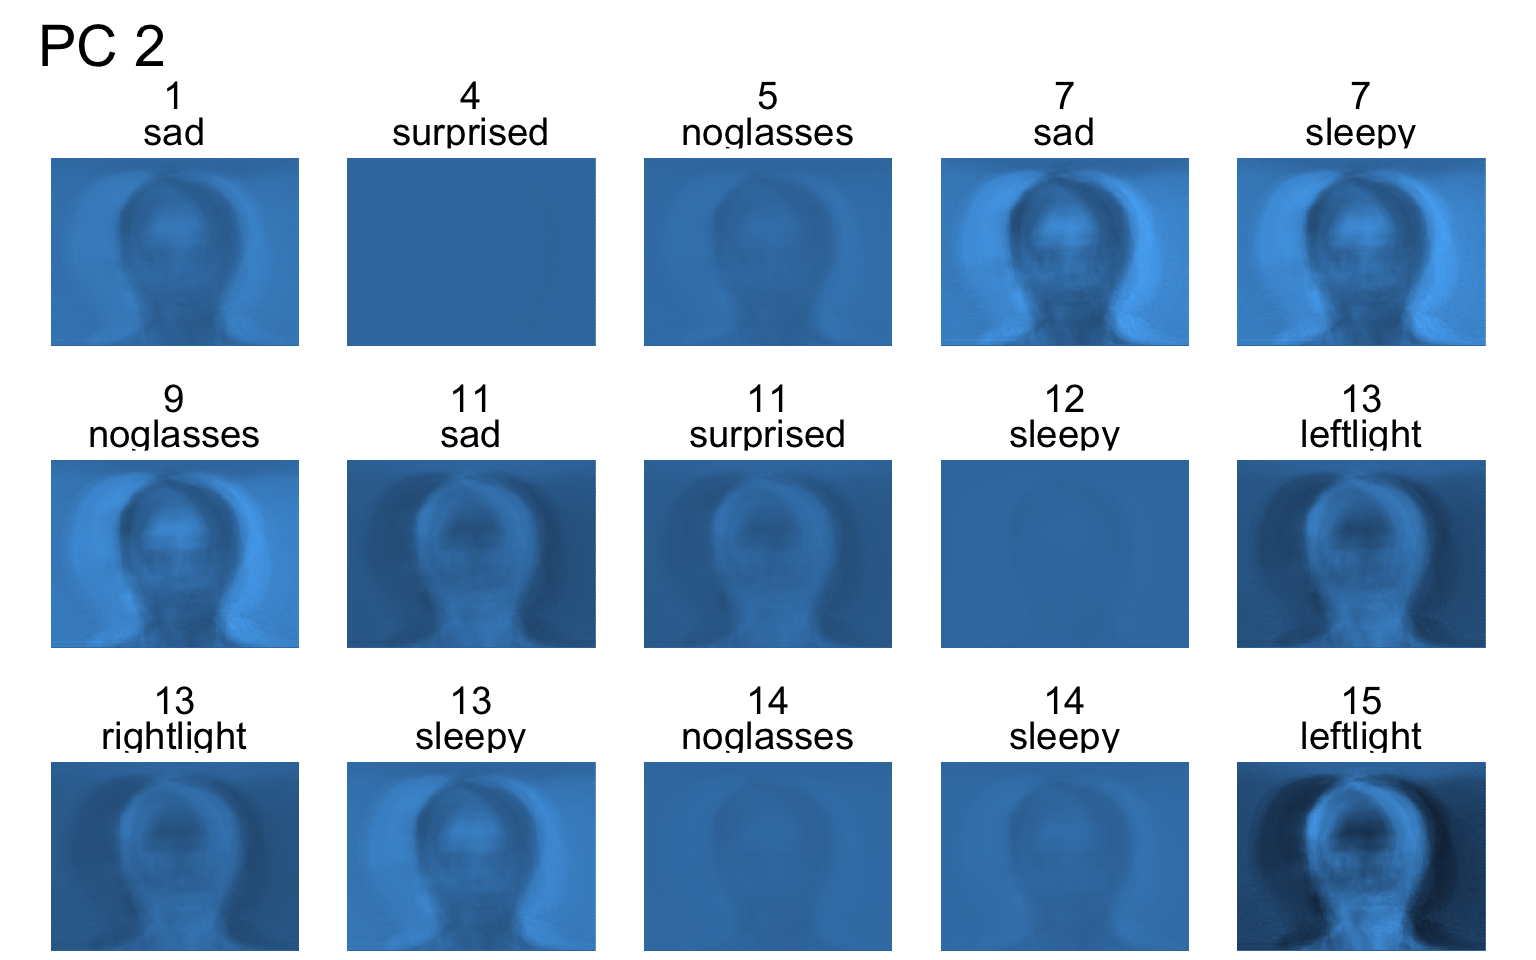 PC 2
1
sad
4
surprised
5
noglasses
7
sad
7
sleepy
9
noglasses
11
sad
11
surprised
12
sleepy
13
leftlight
13
rightlight
13
sleepy
14
noglasses
14
sleepy
15
leftlight